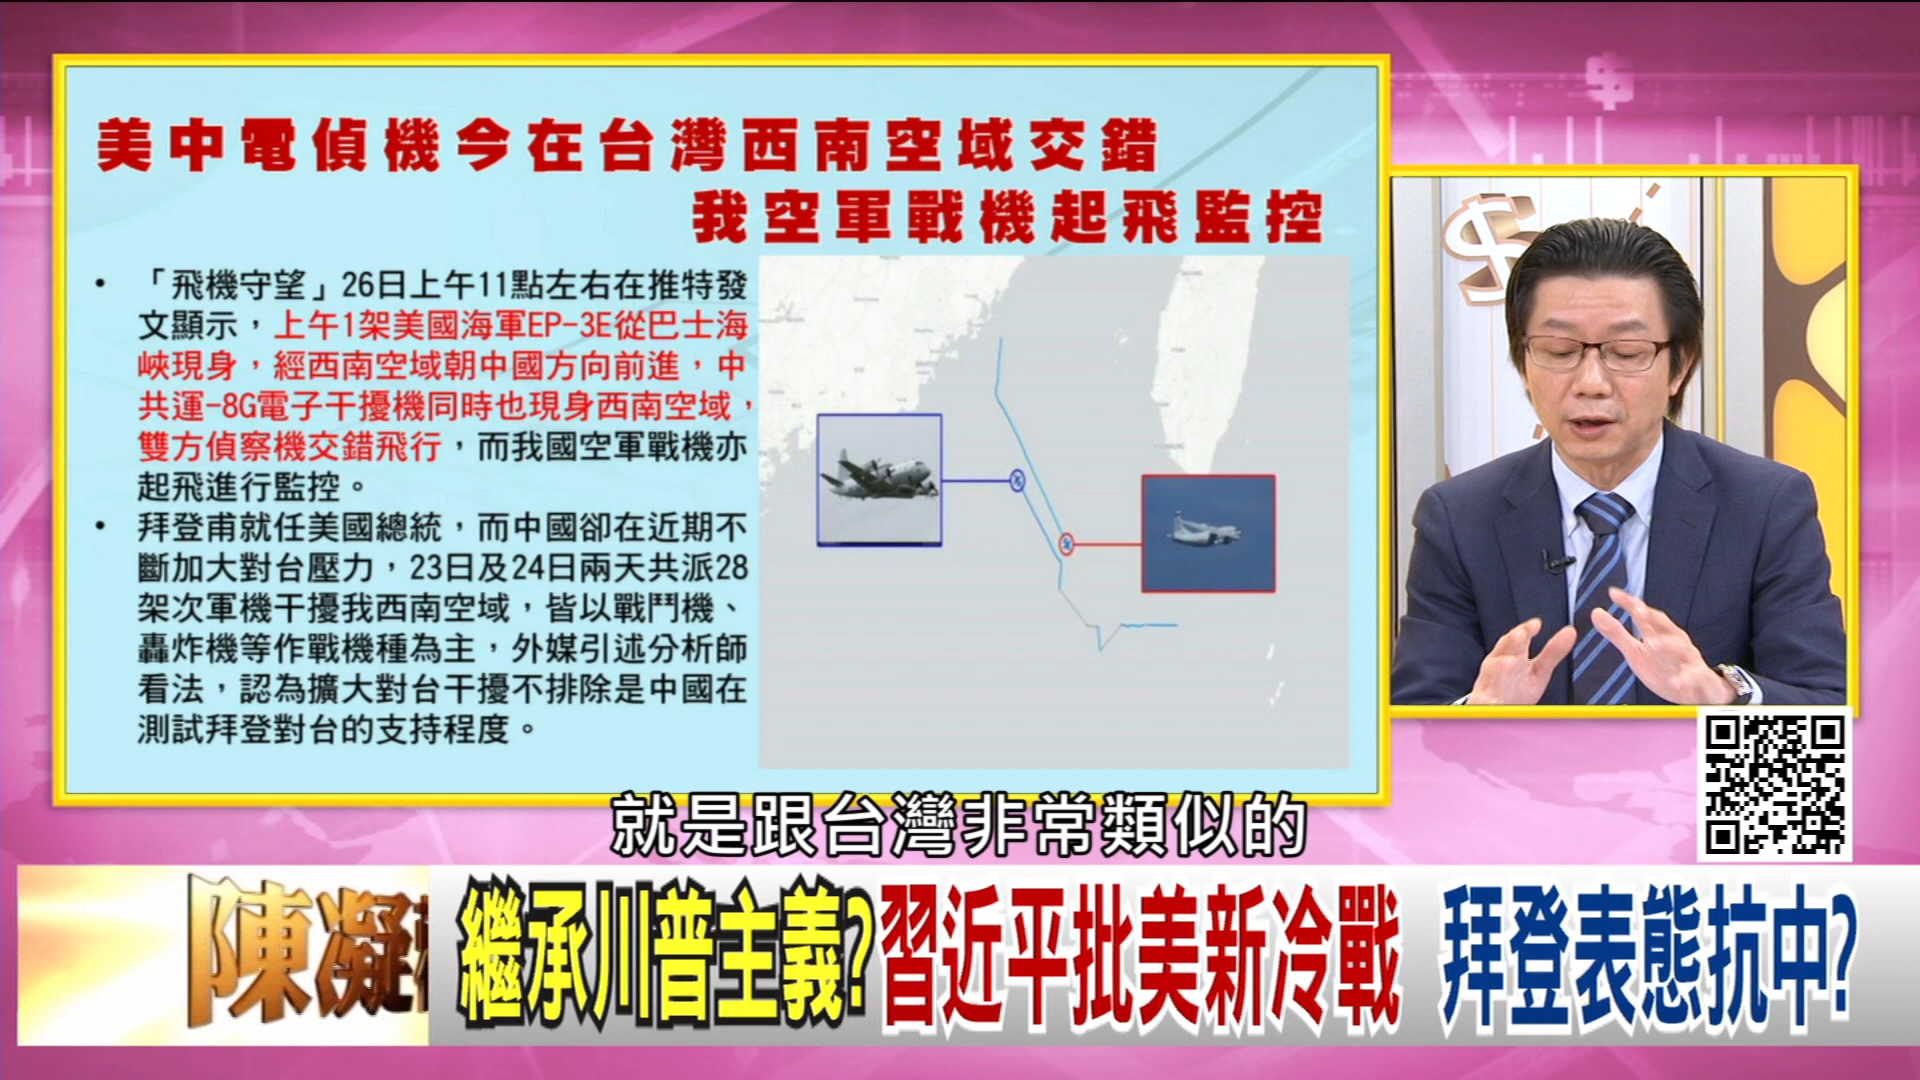 美中電偵機今在台灣西南空域交錯
我空軍戰機起飛監控
• 「飛機守望」26日上午11點左右在推特發
文顯示，上午1架美國海軍EP-3E從巴士海
峽現身，經西南空域朝中國方向前進，中
共運-8G電子干擾機同時也現身西南空域，
雙方偵察機交錯飛行，而我國空軍戰機亦
起飛進行監控。
• 拜登甫就任美國總統，而中國卻在近期不
斷加大對台壓力，23日及24日兩天共派28
架次軍機干擾我西南空域，皆以戰鬥機、
轟炸機等作戰機種為主，外媒引述分析師
看法，認為擴大對台干擾不排除是中國在
測試拜登對台的支持程度。
就是跟台灣非常類似的
陳凝
繼承川普主義?習近平批美新冷戰 拜登表態抗中?